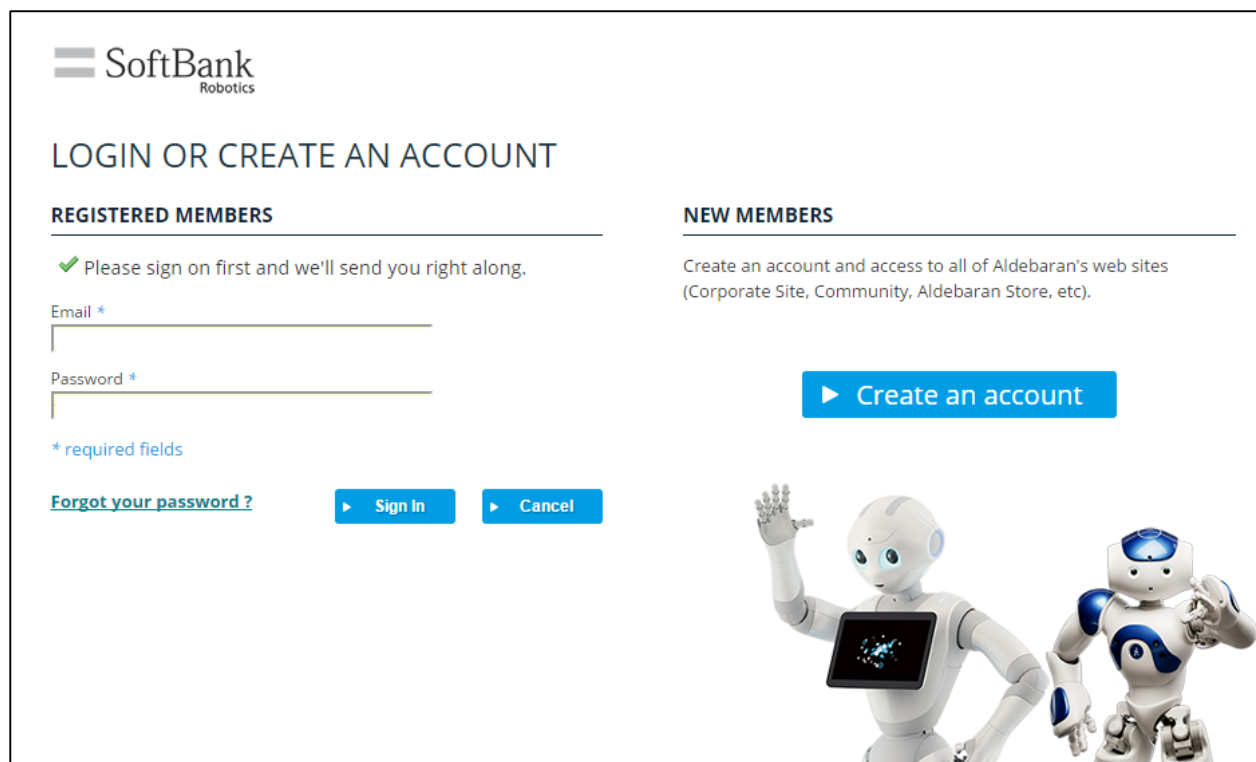 SoftBank
Robotics
LOGIN OR CREATE AN ACCOUNT
REGISTERED MEMBERS
Please sign on first and we'll send you right along.
Email *
Password *
* required fields
Forgot your password ?
Sign In
Cancel
NEW MEMBERS
Create an account and access to all of Aldebaran's web sites
(Corporate Site, Community, Aldebaran Store, etc).
Create an account